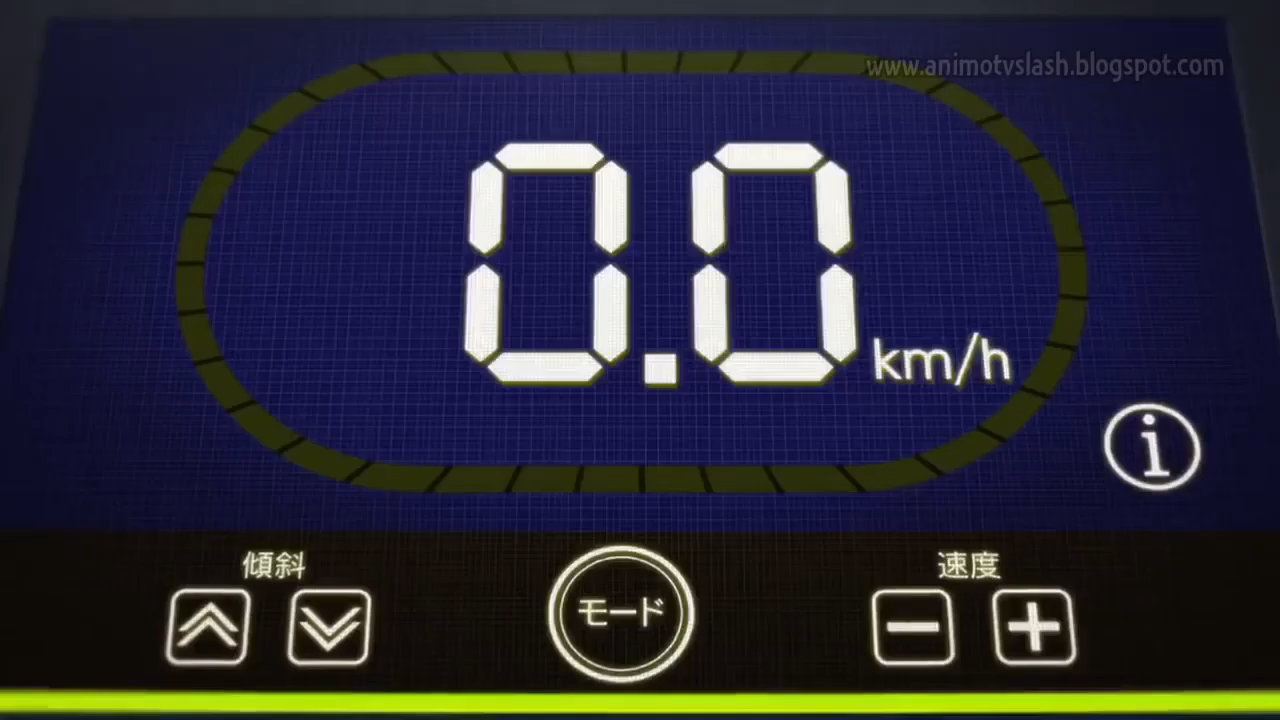 www.animotvslash.blogspot.com
0.0 km/h
i
傾斜
モード
速度